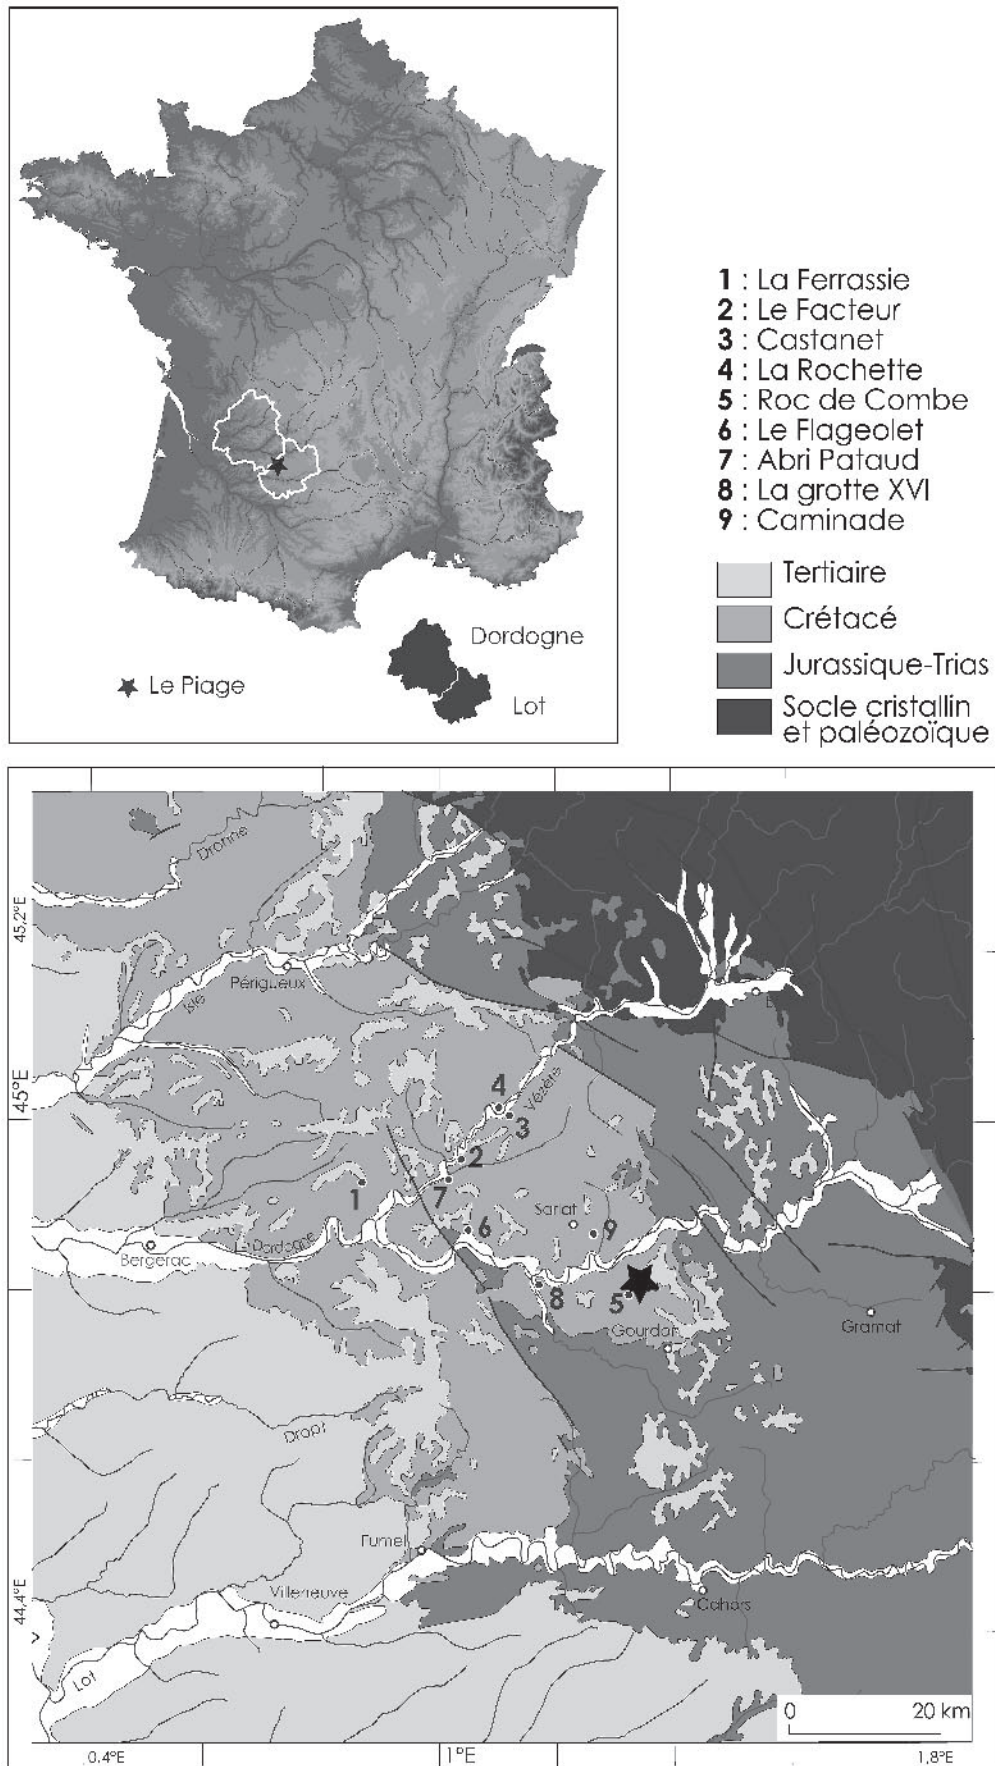 1 : La Ferrassie
2 : Le Facteur
3 : Castanet
4 : La Rochette
5 : Roc de Combe
6 : Le Flageolet
7 : Abri Pataud
8 : La grotte XVI
9 : Caminade
Tertiaire
Crétacé
Jurassique-Trias
Socle cristallin
et paléozoïque
Dordogne
Le Piage
Lot
Dronne
45,2°E
Périgueux
Isle
B
45°E
4
Vézère
3
2
1
7
Sarlat
6
9
La Dordogne
Bergerac
8
5
Gourdon
Gramat
Dropt
Fumel
44,4°E
Villeneuve
Cahors
Lot
0 20 km
0.4°E
1°E
1,8°E